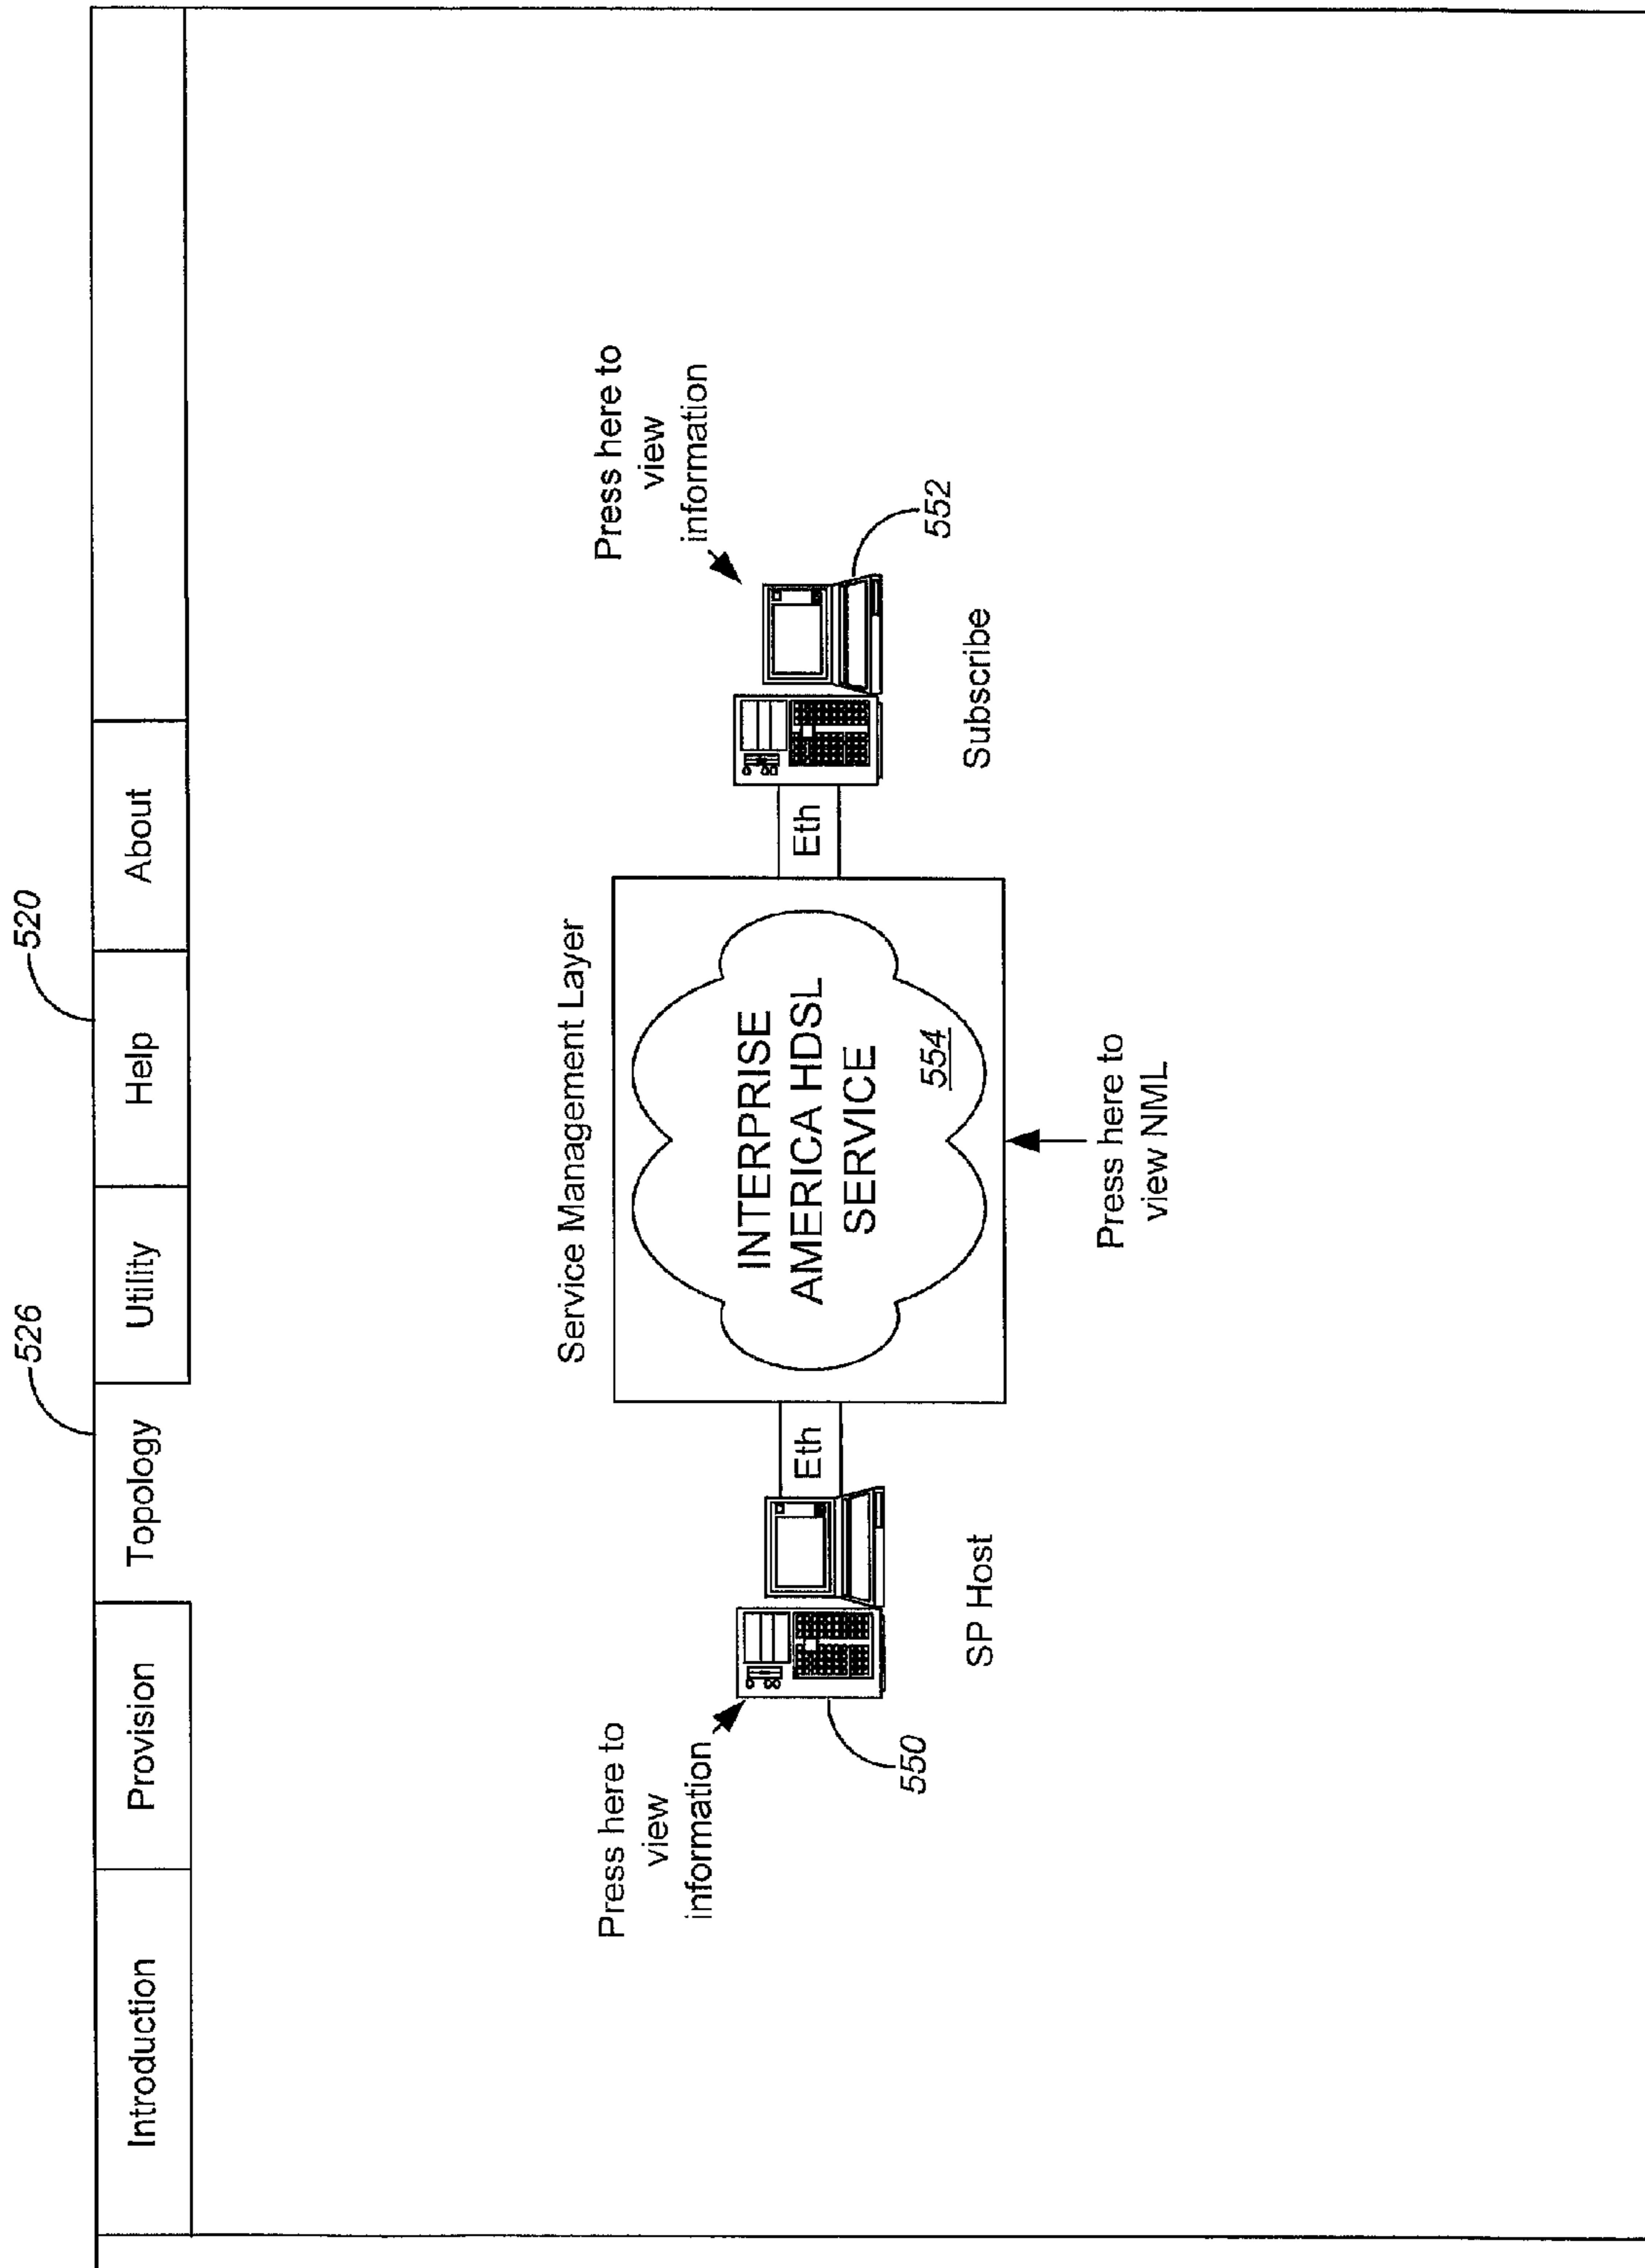 526
520
Introduction
Provision
Topology
Utility
Help
About
Service Management Layer
Press here to
view
information
Press here to
view
information
INTERPRISE
AMERICA HDSL
SERVICE
554
Eth
Eth
550
552
SP Host
Subscribe
Press here to
view NML